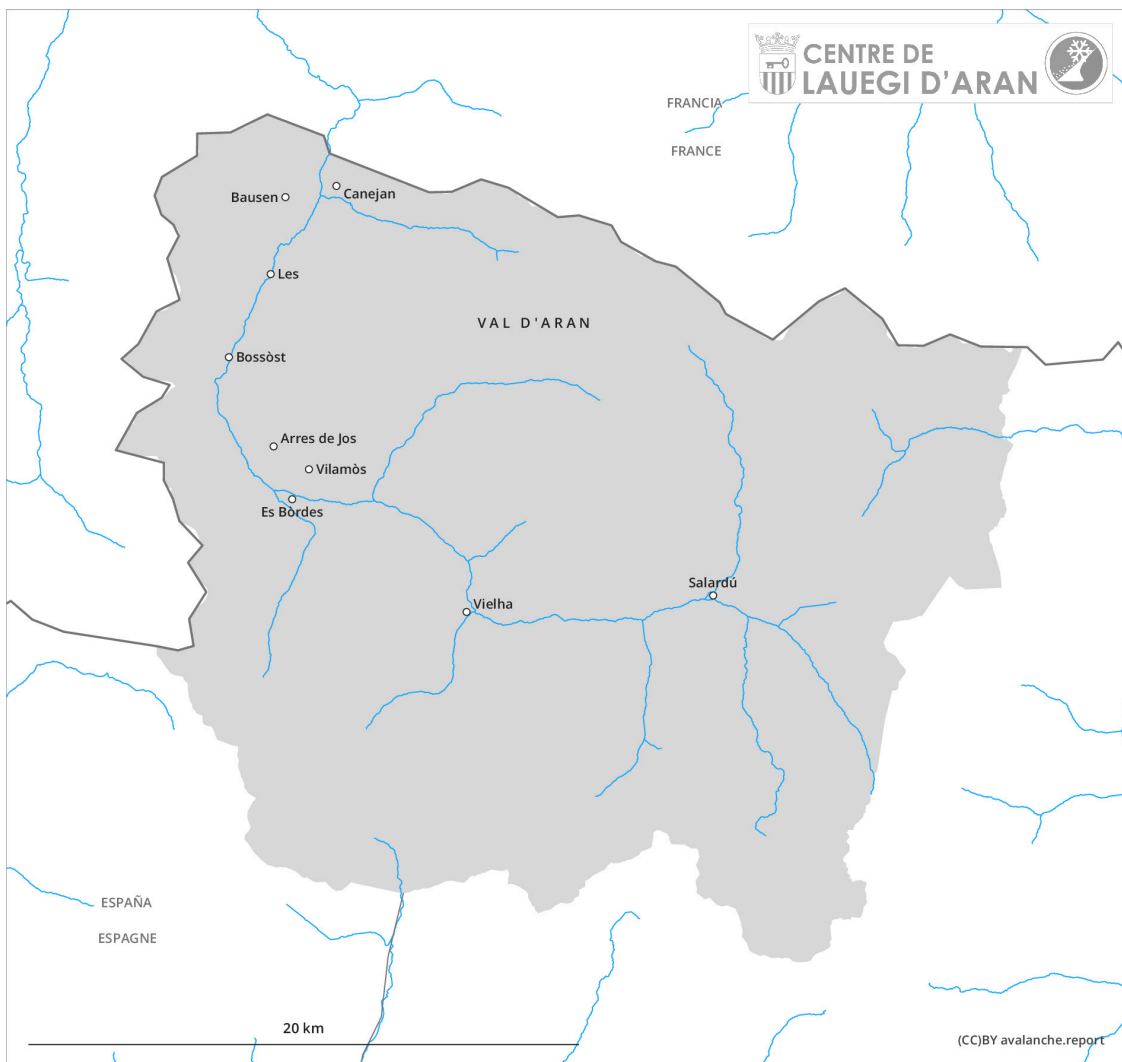 CENTRE DE
LAUEGI D'ARAN
FRANCIA
FRANCE
Bausen
Canejan
Les
VAL D'ARAN
Bossòst
Arres de Jos
Vilamòs
Es Bòrdes
Salardú
Vielha
ESPAÑA
ESPAGNE
20 km
(CC)BY avalanche.report